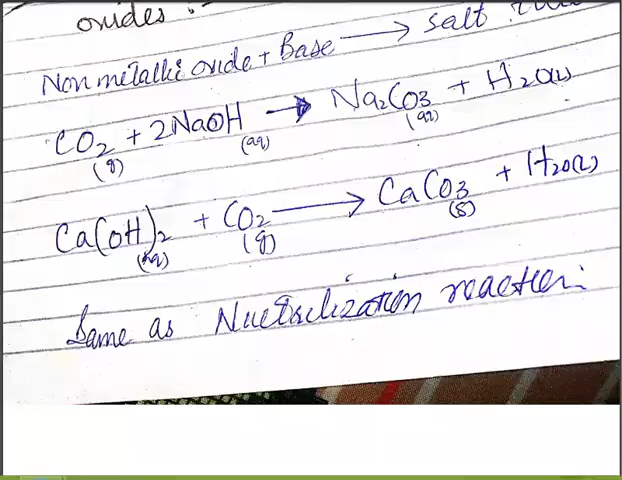 oxides :-
Non metallic oxide + Base → salt
CO2 (g) + 2NaOH (aq) → Na2CO3 (aq) + H2O(l)
Ca(OH)2 (aq) + CO2 (g) → CaCO3 (s) + H2O(l)
Same as Nuetralization reaction: